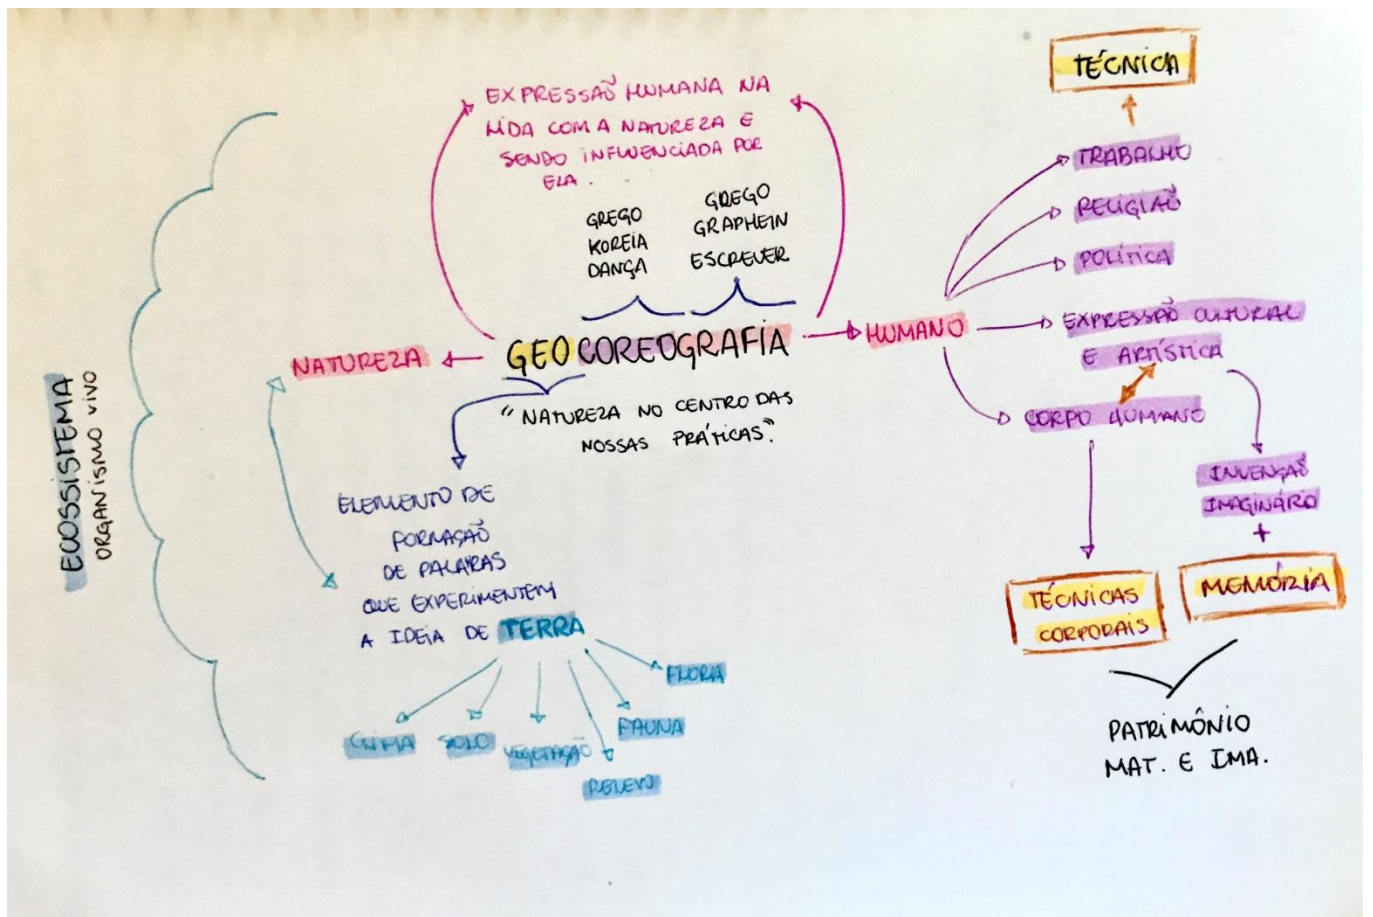 EXPRESSÃO HUMANA NA
LIDA COM A NATUREZA E
SENDO INFLUENCIADA POR
ELA.
GREGO
KOREIA
DANÇA
GREGO
GRAPHEIN
ESCREVER
GEOCOREOGRAFIA
"NATUREZA NO CENTRO DAS
NOSSAS PRÁTICAS."
NATUREZA
ECOSSISTEMA
ORGANISMO VIVO
ELEMENTO DE
FORMAÇÃO
DE PALAVRAS
QUE EXPERIMENTEM
A IDEIA DE TERRA
CLIMA
SOLO
VEGETAÇÃO
RELEVO
FAUNA
FLORA
HUMANO
TÉCNICA
TRABALHO
RELIGIÃO
POLÍTICA
EXPRESSÃO CULTURAL
E ARTÍSTICA
CORPO HUMANO
INVENÇÃO
IMAGINÁRIO
+
MEMÓRIA
TÉCNICAS
CORPORAIS
PATRIMÔNIO
MAT. E IMA.